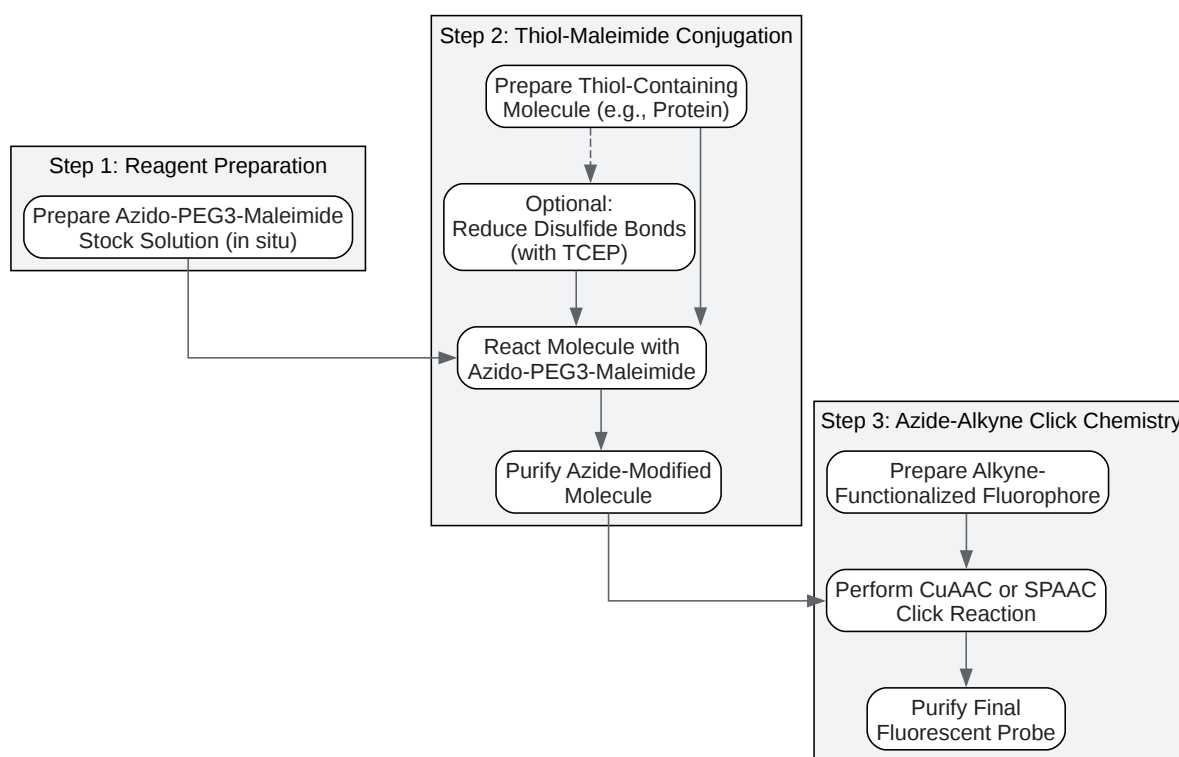 Step 1: Reagent Preparation
Prepare Azido-PEG3-Maleimide
Stock Solution (in situ)
Step 2: Thiol-Maleimide Conjugation
Prepare Thiol-Containing
Molecule (e.g., Protein)
Optional:
Reduce Disulfide Bonds
(with TCEP)
React Molecule with
Azido-PEG3-Maleimide
Purify Azide-Modified
Molecule
Step 3: Azide-Alkyne Click Chemistry
Prepare Alkyne-
Functionalized Fluorophore
Perform CuAAC or SPAAC
Click Reaction
Purify Final
Fluorescent Probe